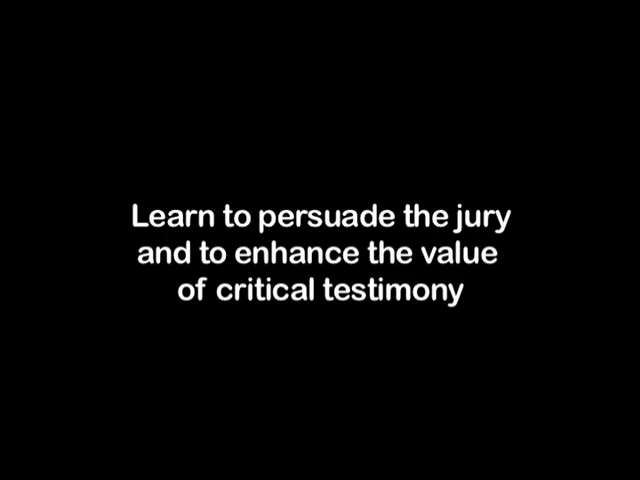 Learn to persuade the jury
and to enhance the value
of critical testimony